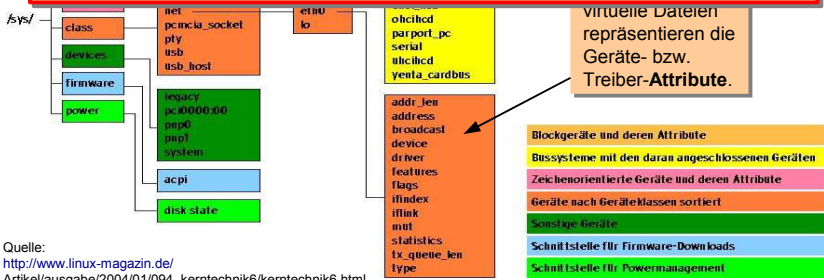 /sys/
class
devices
firmware
power
net
pcmcia_socket
pty
usb
usb_host
legacy
pci0000:00
pnp0
pnp1
system
acpi
disk state
eth0
lo
ohcihcd
parport_pc
serial
uhcihcd
yenta_cardbus
addr_len
address
broadcast
device
driver
features
flags
ifindex
iflink
mut
statistics
tx_queue_len
type
virtuelle Dateien
repräsentieren die
Geräte- bzw.
Treiber-Attribute.
Blockgeräte und deren Attribute
Bussysteme mit den daran angeschlossenen Geräten
Zeichenorientierte Geräte und deren Attribute
Geräte nach Geräteklassen sortiert
Sonstige Geräte
Schnittstelle für Firmware-Downloads
Schnittstelle für Powermanagement
Quelle:
http://www.linux-magazin.de/
Artikel/ausgabe/2004/01/094_kerntechnik6/kerntechnik6.html